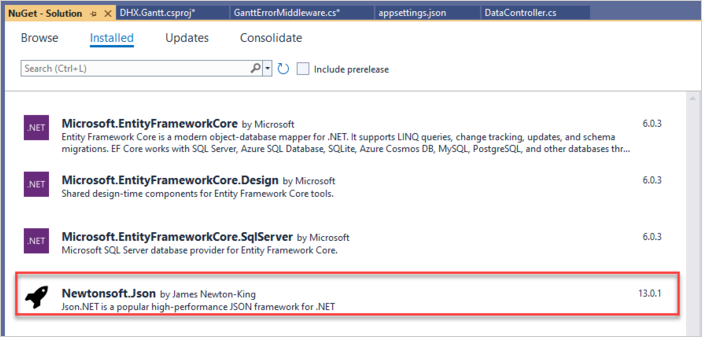 NuGet - Solution DHX.Gantt.csproj* GanttErrorMiddleware.cs* appsettings.json DataController.cs
Browse Installed Updates Consolidate
Search (Ctrl+L) Include prerelease
.NET Microsoft.EntityFrameworkCore by Microsoft 6.0.3
Entity Framework Core is a modern object-database mapper for .NET. It supports LINQ queries, change tracking, updates, and schema
migrations. EF Core works with SQL Server, Azure SQL Database, SQLite, Azure Cosmos DB, MySQL, PostgreSQL, and other databases thr...
.NET Microsoft.EntityFrameworkCore.Design by Microsoft 6.0.3
Shared design-time components for Entity Framework Core tools.
.NET Microsoft.EntityFrameworkCore.SqlServer by Microsoft 6.0.3
Microsoft SQL Server database provider for Entity Framework Core.
Newtonsoft.Json by James Newton-King 13.0.1
Json.NET is a popular high-performance JSON framework for .NET